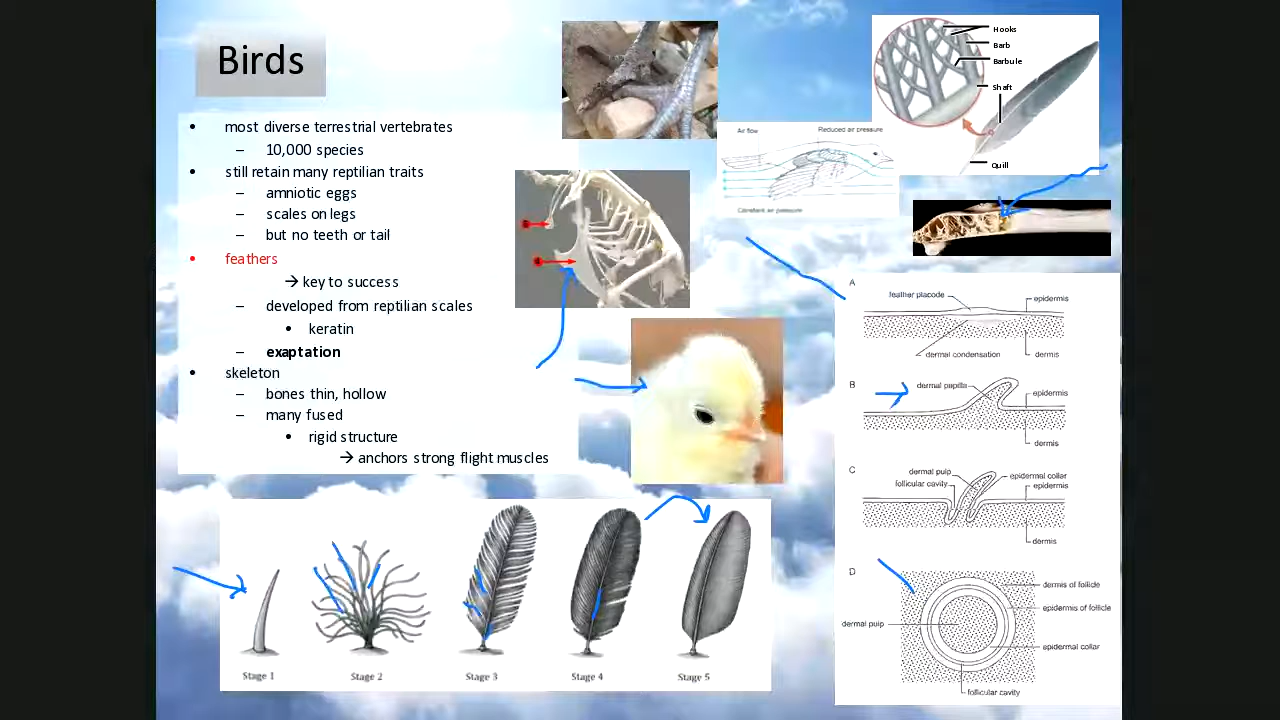 Birds
• most diverse terrestrial vertebrates
– 10,000 species
• still retain many reptilian traits
– amniotic eggs
– scales on legs
– but no teeth or tail
• feathers
→ key to success
– developed from reptilian scales
• keratin
– exaptation
• skeleton
– bones thin, hollow
– many fused
• rigid structure
→ anchors strong flight muscles
Hooks
Barb
Barbule
Shaft
Quill
Air flow
Reduced air pressure
Constant air pressure
A
feather placode
epidermis
dermal condensation
dermis
B
dermal papilla
epidermis
dermis
C
dermal pulp
epidermal collar
follicular cavity
epidermis
dermis
D
dermis of follicle
epidermis of follicle
dermal pulp
epidermal collar
follicular cavity
Stage 1
Stage 2
Stage 3
Stage 4
Stage 5